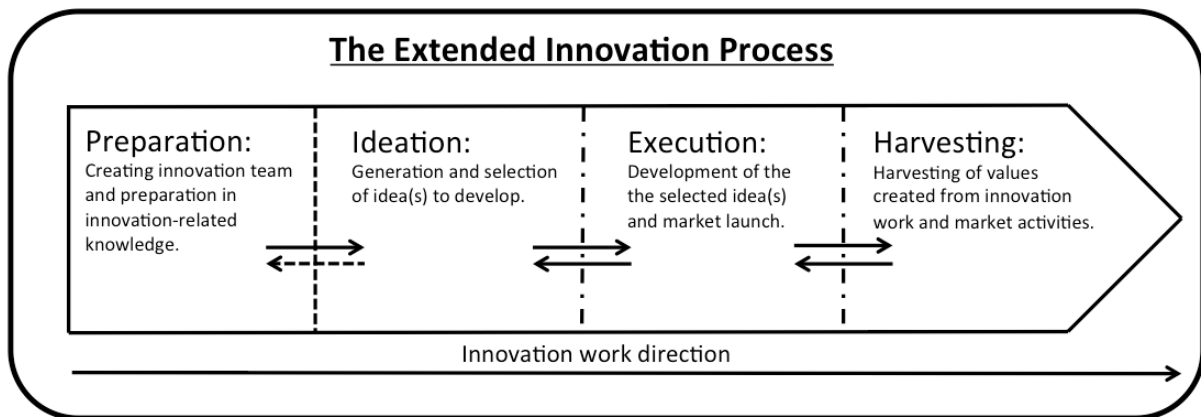 The Extended Innovation Process
Preparation:
Creating innovation team
and preparation in
innovation-related
knowledge.
Ideation:
Generation and selection
of idea(s) to develop.
Execution:
Development of the
the selected idea(s)
and market launch.
Harvesting:
Harvesting of values
created from innovation
work and market activities.
Innovation work direction